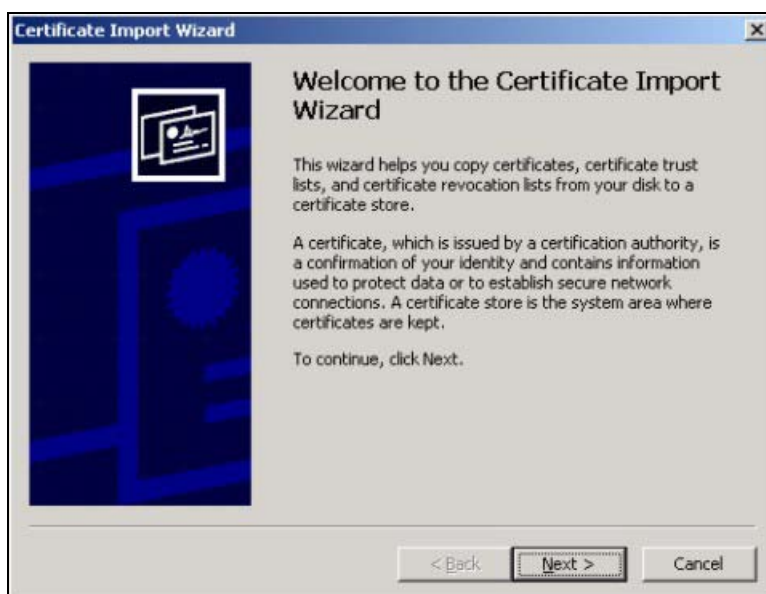 Certificate Import Wizard
Welcome to the Certificate Import
Wizard
This wizard helps you copy certificates, certificate trust
lists, and certificate revocation lists from your disk to a
certificate store.
A certificate, which is issued by a certification authority, is
a confirmation of your identity and contains information
used to protect data or to establish secure network
connections. A certificate store is the system area where
certificates are kept.
To continue, click Next.
< Back Next > Cancel